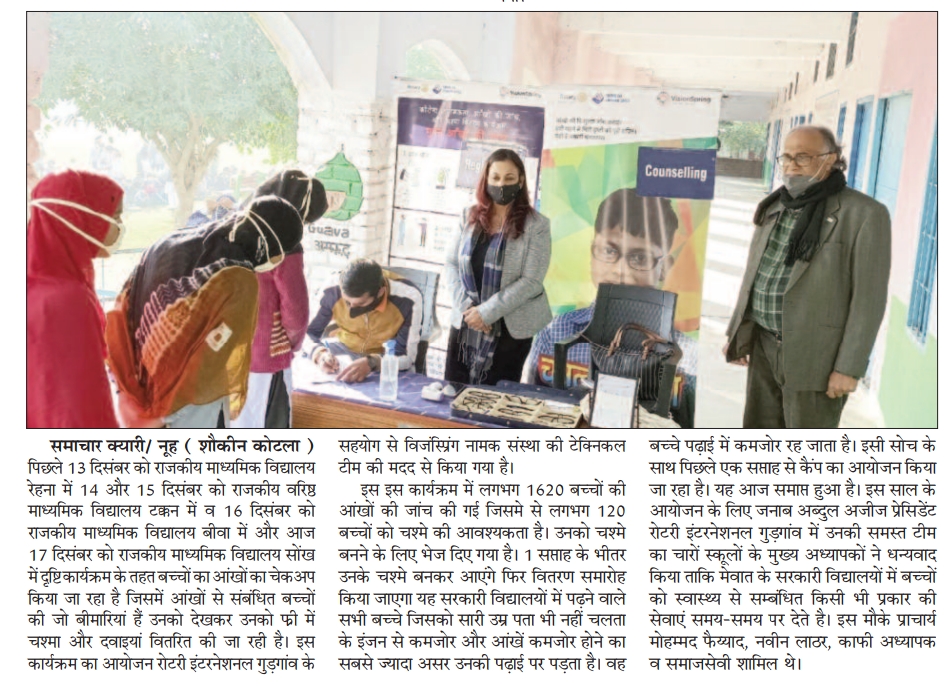 Counselling
VisionSpring
समाचार क्यारी/ नूह ( शौकीन कोटला )
पिछले 13 दिसंबर को राजकीय माध्यमिक विद्यालय
रेहना में 14 और 15 दिसंबर को राजकीय वरिष्ठ
माध्यमिक विद्यालय टक्कन में व 16 दिसंबर को
राजकीय माध्यमिक विद्यालय बीवा में और आज
17 दिसंबर को राजकीय माध्यमिक विद्यालय सोंख
में दृष्टि कार्यक्रम के तहत बच्चों का आंखों का चेकअप
किया जा रहा है जिसमें आंखों से संबंधित बच्चों
की जो बीमारियां हैं उनको देखकर उनको फ्री में
चश्मा और दवाइयां वितरित की जा रही है। इस
कार्यक्रम का आयोजन रोटरी इंटरनेशनल गुड़गांव के
सहयोग से विजंस्प्रिंग नामक संस्था की टेक्निकल
टीम की मदद से किया गया है।
इस इस कार्यक्रम में लगभग 1620 बच्चों की
आंखों की जांच की गई जिसमे से लगभग 120
बच्चों को चश्मे की आवश्यकता है। उनको चश्मे
बनने के लिए भेज दिए गया है। 1 सप्ताह के भीतर
उनके चश्मे बनकर आएंगे फिर वितरण समारोह
किया जाएगा यह सरकारी विद्यालयों में पढ़ने वाले
सभी बच्चे जिसको सारी उम्र पता भी नहीं चलता
के इंजन से कमजोर और आंखें कमजोर होने का
सबसे ज्यादा असर उनकी पढ़ाई पर पड़ता है। वह
बच्चे पढ़ाई में कमजोर रह जाता है। इसी सोच के
साथ पिछले एक सप्ताह से कैंप का आयोजन किया
जा रहा है। यह आज समाप्त हुआ है। इस साल के
आयोजन के लिए जनाब अब्दुल अजीज प्रेसिडेंट
रोटरी इंटरनेशनल गुड़गांव में उनकी समस्त टीम
का चारों स्कूलों के मुख्य अध्यापकों ने धन्यवाद
किया ताकि मेवात के सरकारी विद्यालयों में बच्चों
को स्वास्थ्य से सम्बंधित किसी भी प्रकार की
सेवाएं समय-समय पर देते है। इस मौके प्राचार्य
मोहम्मद फैय्याद, नवीन लाठर, काफी अध्यापक
व समाजसेवी शामिल थे।